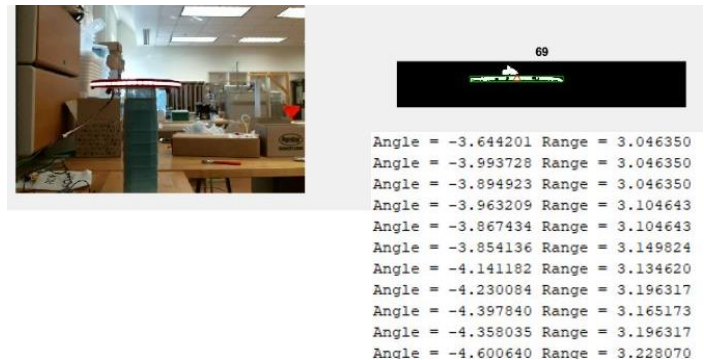 69
Angle = -3.644201 Range = 3.046350
Angle = -3.993728 Range = 3.046350
Angle = -3.894923 Range = 3.046350
Angle = -3.963209 Range = 3.104643
Angle = -3.867434 Range = 3.104643
Angle = -3.854136 Range = 3.149824
Angle = -4.141182 Range = 3.134620
Angle = -4.230084 Range = 3.196317
Angle = -4.397840 Range = 3.165173
Angle = -4.358035 Range = 3.196317
Angle = -4.600640 Range = 3.228070